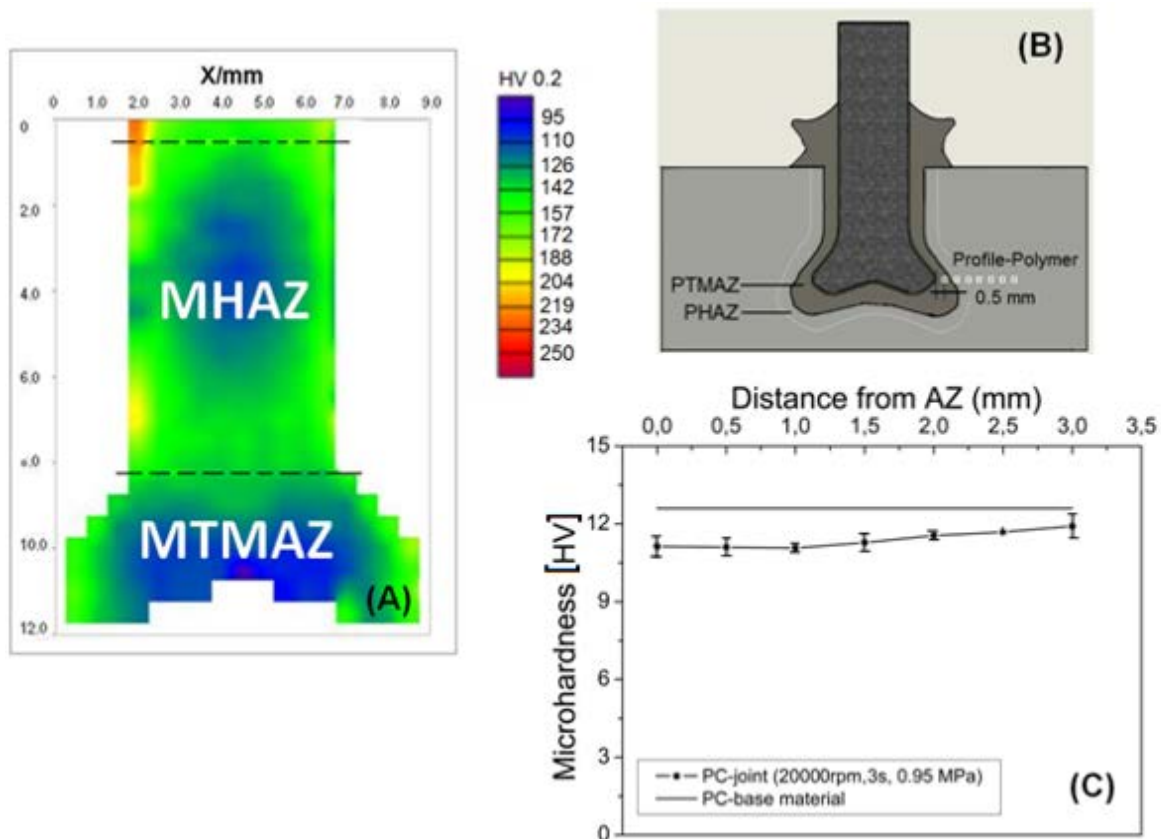 X/mm
0 1.0 2.0 3.0 4.0 5.0 6.0 7.0 8.0 9.0
0
2.0
4.0
6.0
8.0
10.0
12.0
MHAZ
MTMAZ
(A)
HV 0.2
95
110
126
142
157
172
188
204
219
234
250
(B)
Profile-Polymer
PTMAZ
0.5 mm
PHAZ
Distance from AZ (mm)
0,0 0,5 1,0 1,5 2,0 2,5 3,0 3,5
Microhardness [HV]
15
12
9
6
3
0
PC-joint (20000rpm,3s, 0.95 MPa)
PC-base material
(C)